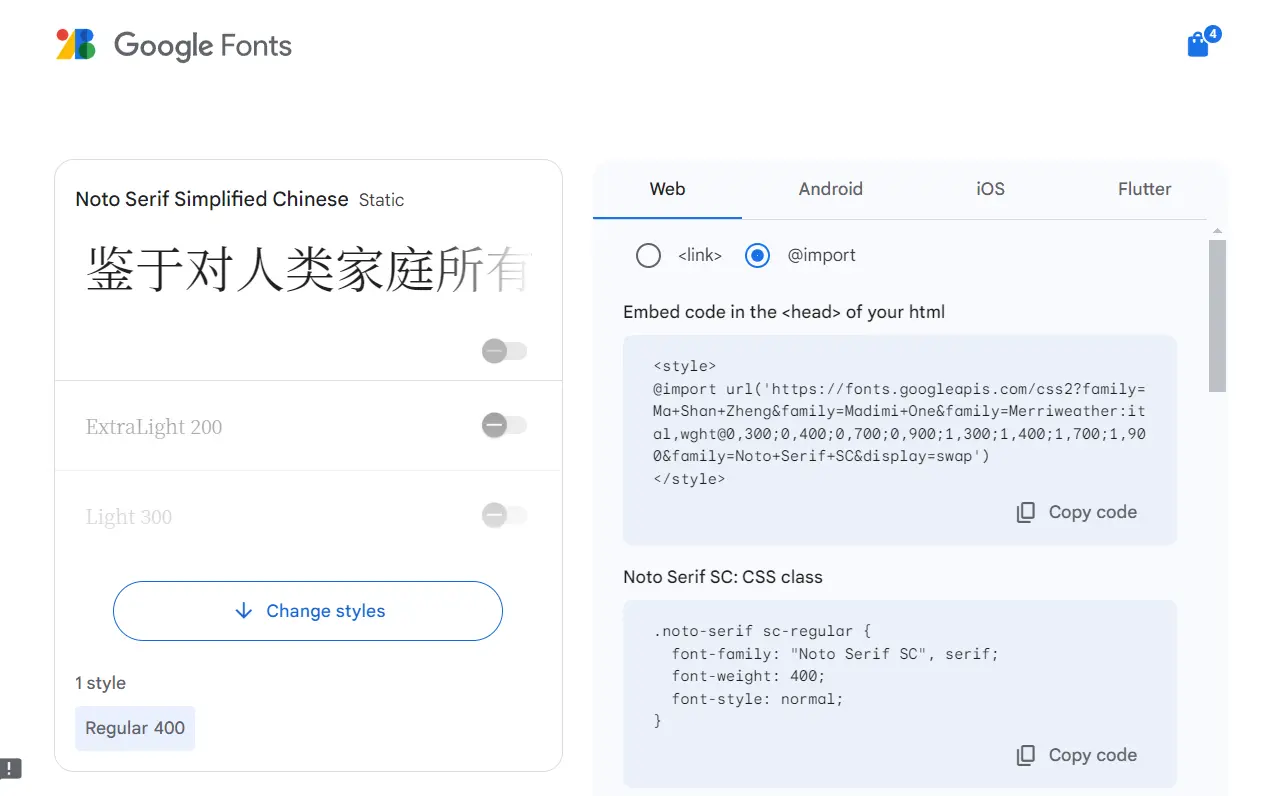 Google Fonts
4
Noto Serif Simplified Chinese Static
鉴于对人类家庭所有
ExtraLight 200
Light 300
Change styles
1 style
Regular 400
Web
Android
iOS
Flutter
<link>
@import
Embed code in the <head> of your html
<style>
@import url('https://fonts.googleapis.com/css2?family=
Ma+Shan+Zheng&family=Madimi+One&family=Merriweather:it
al,wght@0,300;0,400;0,700;0,900;1,300;1,400;1,700;1,90
0&family=Noto+Serif+SC&display=swap')
</style>
Copy code
Noto Serif SC: CSS class
.noto-serif sc-regular {
  font-family: "Noto Serif SC", serif;
  font-weight: 400;
  font-style: normal;
}
Copy code